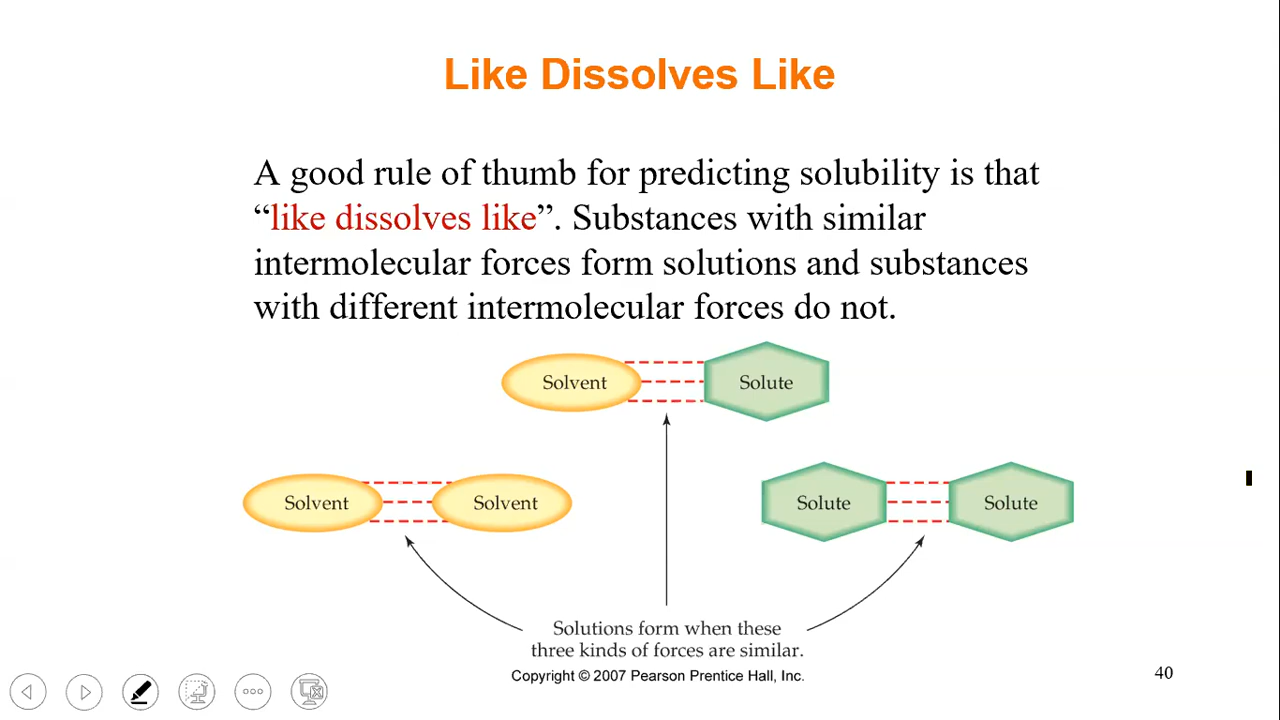 Like Dissolves Like
A good rule of thumb for predicting solubility is that
“like dissolves like”. Substances with similar
intermolecular forces form solutions and substances
with different intermolecular forces do not.
Solvent
Solute
Solvent
Solvent
Solute
Solute
Solutions form when these
three kinds of forces are similar.
Copyright © 2007 Pearson Prentice Hall, Inc.
40